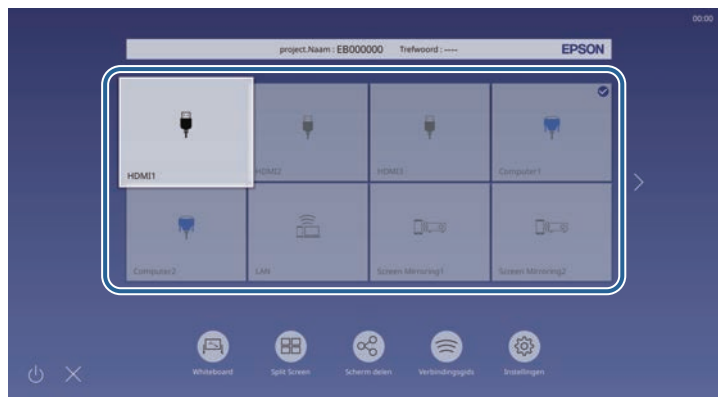 00:00
project.Naam : EB000000 Trefwoord : ---- EPSON
HDMI1 HDMI2 HDMI3 Computer1
Computer2 LAN Screen Mirroring1 Screen Mirroring2
Whiteboard Split Screen Scherm delen Verbindingsgids Instellingen